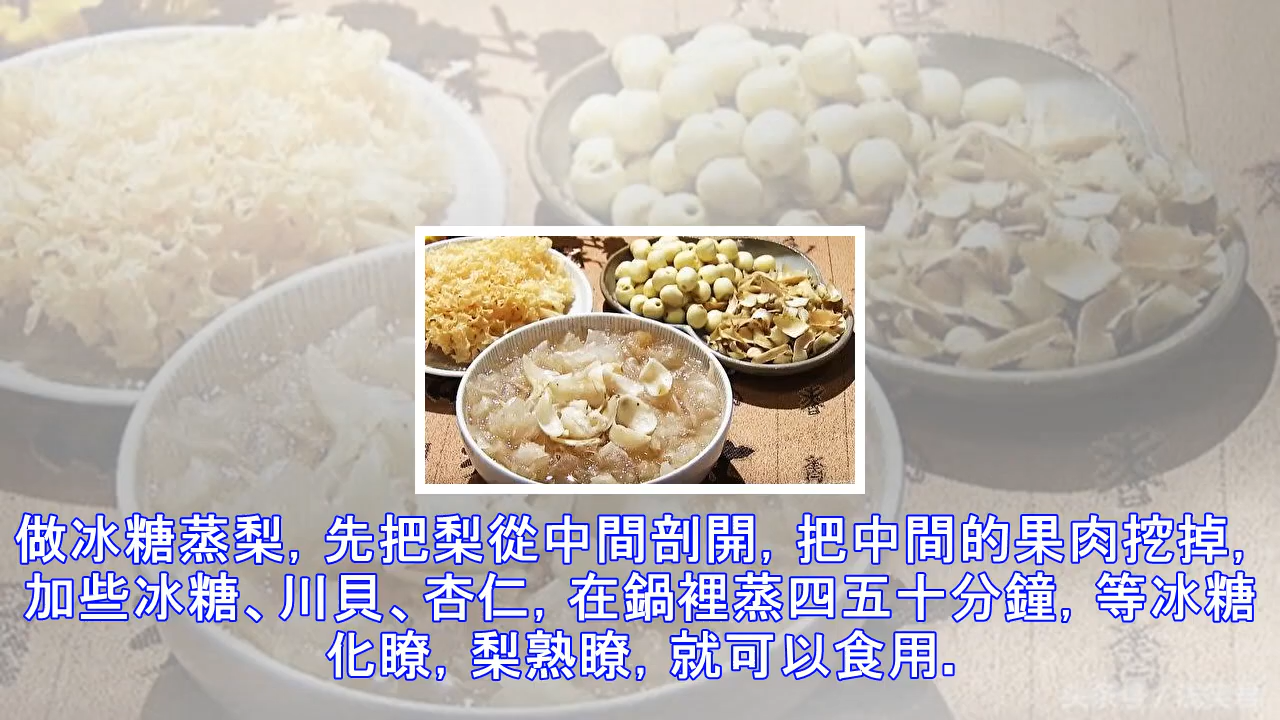 做冰糖蒸梨, 先把梨從中間剖開, 把中間的果肉挖掉,
加些冰糖、川貝、杏仁, 在鍋裡蒸四五十分鐘, 等冰糖
化瞭, 梨熟瞭, 就可以食用.